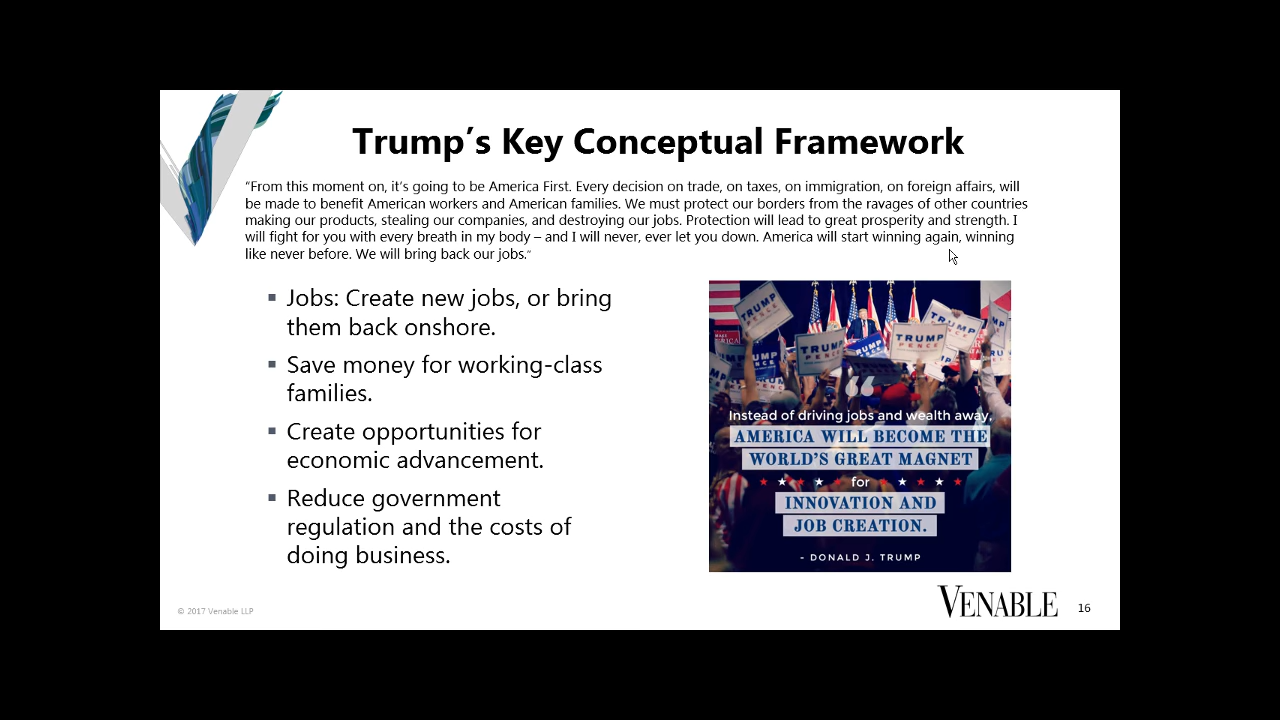 Trump's Key Conceptual Framework
"From this moment on, it's going to be America First. Every decision on trade, on taxes, on immigration, on foreign affairs, will
be made to benefit American workers and American families. We must protect our borders from the ravages of other countries
making our products, stealing our companies, and destroying our jobs. Protection will lead to great prosperity and strength. I
will fight for you with every breath in my body – and I will never, ever let you down. America will start winning again, winning
like never before. We will bring back our jobs."
▪ Jobs: Create new jobs, or bring
them back onshore.
▪ Save money for working-class
families.
▪ Create opportunities for
economic advancement.
▪ Reduce government
regulation and the costs of
doing business.
TRUMP
TRUMP
PENCE
TRUMP
PENCE
TRUMP
PENCE
“
Instead of driving jobs and wealth away,
AMERICA WILL BECOME THE
WORLD'S GREAT MAGNET
for
INNOVATION AND
JOB CREATION.
- DONALD J. TRUMP
© 2017 Venable LLP
VENABLE
16